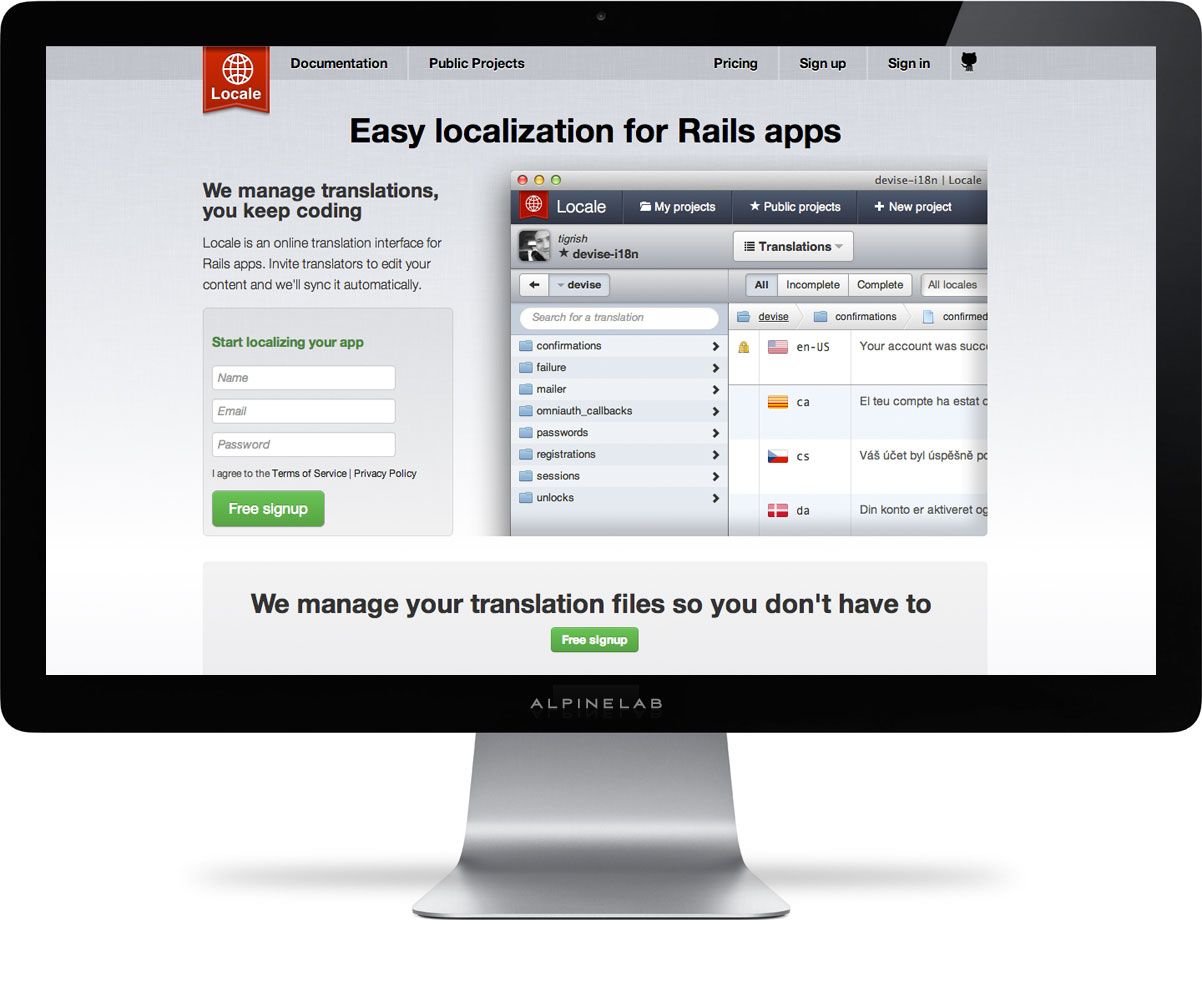 Documentation
Public Projects
Pricing
Sign up
Sign in
Locale
Easy localization for Rails apps
We manage translations,
you keep coding
Locale is an online translation interface for
Rails apps. Invite translators to edit your
content and we'll sync it automatically.
Start localizing your app
Name
Email
Password
I agree to the Terms of Service | Privacy Policy
Free signup
devise-i18n | Locale
Locale
My projects
Public projects
New project
tigrish
devise-i18n
Translations
devise
All
Incomplete
Complete
All locales
Search for a translation
devise
confirmations
confirmed
confirmations
failure
mailer
omniauth_callbacks
passwords
registrations
sessions
unlocks
en-US
Your account was succ
ca
El teu compte ha estat
cs
Váš účet byl úspěšně
da
Din konto er aktiveret og
We manage your translation files so you don't have to
Free signup
ALPINELAB